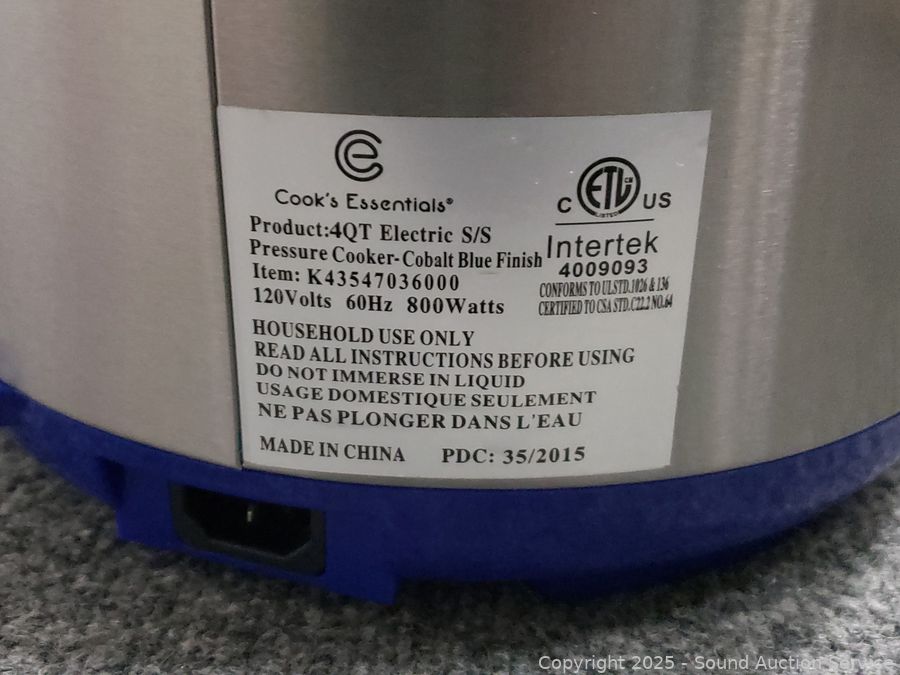 Cook's Essentials®
Product:4QT Electric S/S
Pressure Cooker-Cobalt Blue Finish
Item: K43547036000
120Volts 60Hz 800Watts
C ETL CM LISTED US
Intertek
4009093
CONFORMS TO UL STD.1026 & 136
CERTIFIED TO CSA STD.C22.2 NO.64
HOUSEHOLD USE ONLY
READ ALL INSTRUCTIONS BEFORE USING
DO NOT IMMERSE IN LIQUID
USAGE DOMESTIQUE SEULEMENT
NE PAS PLONGER DANS L'EAU
MADE IN CHINA PDC: 35/2015
Copyright 2025 - Sound Auction Service